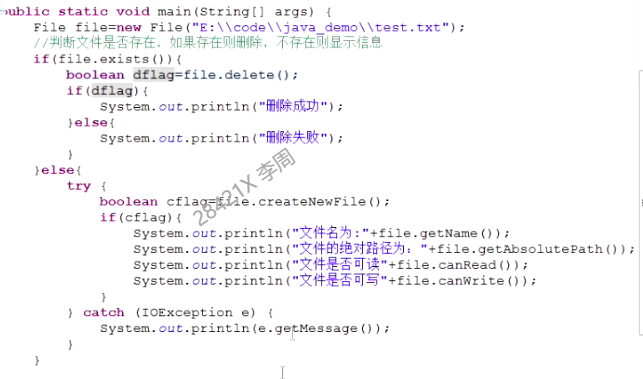 public static void main(String[] args) {
File file=new File("E:\\code\\java_demo\\test.txt");
//判断文件是否存在，如果存在则删除，不存在则显示信息
if(file.exists()){
boolean dflag=file.delete();
if(dflag){
System.out.println("删除成功");
}else{
System.out.println("删除失败");
}
}else{
try {
boolean cflag=file.createNewFile();
if(cflag){
System.out.println("文件名为:"+file.getName());
System.out.println("文件的绝对路径为："+file.getAbsolutePath());
System.out.println("文件是否可读"+file.canRead());
System.out.println("文件是否可写"+file.canWrite());
}
} catch (IOException e) {
System.out.println(e.getMessage());
}
}
28421X 李周